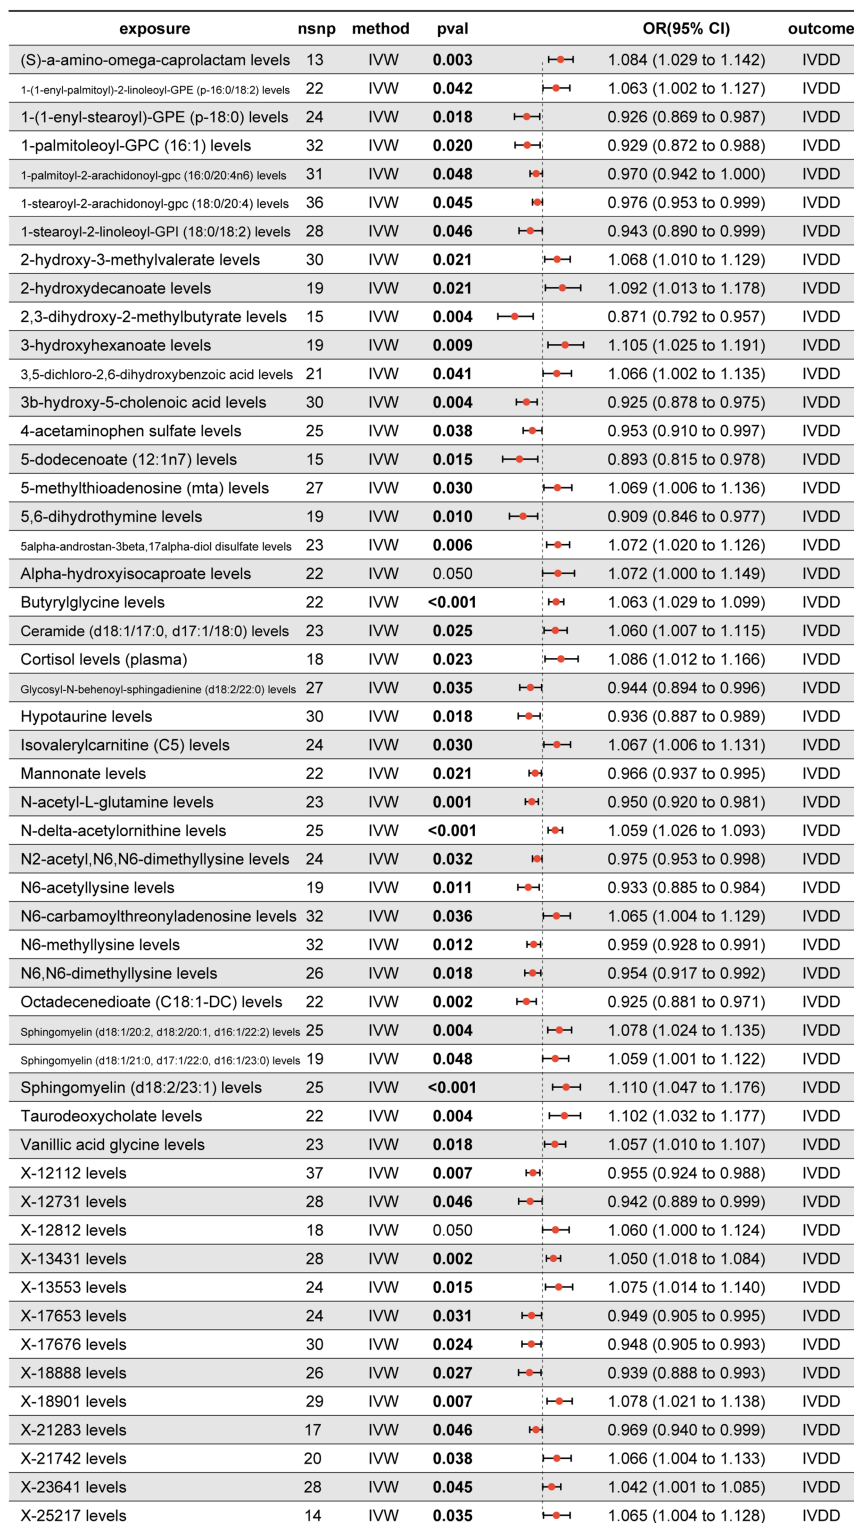 exposure nsnp method pval OR(95% CI) outcome
(S)-a-amino-omega-caprolactam levels 13 IVW 0.003 1.084 (1.029 to 1.142) IVDD
1-(1-enyl-palmitoyl)-2-linoleoyl-GPE (p-16:0/18:2) levels 22 IVW 0.042 1.063 (1.002 to 1.127) IVDD
1-(1-enyl-stearoyl)-GPE (p-18:0) levels 24 IVW 0.018 0.926 (0.869 to 0.987) IVDD
1-palmitoleoyl-GPC (16:1) levels 32 IVW 0.020 0.929 (0.872 to 0.988) IVDD
1-palmitoyl-2-arachidonoyl-gpc (16:0/20:4n6) levels 31 IVW 0.048 0.970 (0.942 to 1.000) IVDD
1-stearoyl-2-arachidonoyl-gpc (18:0/20:4) levels 36 IVW 0.045 0.976 (0.953 to 0.999) IVDD
1-stearoyl-2-linoleoyl-GPI (18:0/18:2) levels 28 IVW 0.046 0.943 (0.890 to 0.999) IVDD
2-hydroxy-3-methylvalerate levels 30 IVW 0.021 1.068 (1.010 to 1.129) IVDD
2-hydroxydecanoate levels 19 IVW 0.021 1.092 (1.013 to 1.178) IVDD
2,3-dihydroxy-2-methylbutyrate levels 15 IVW 0.004 0.871 (0.792 to 0.957) IVDD
3-hydroxyhexanoate levels 19 IVW 0.009 1.105 (1.025 to 1.191) IVDD
3,5-dichloro-2,6-dihydroxybenzoic acid levels 21 IVW 0.041 1.066 (1.002 to 1.135) IVDD
3b-hydroxy-5-cholenoic acid levels 30 IVW 0.004 0.925 (0.878 to 0.975) IVDD
4-acetaminophen sulfate levels 25 IVW 0.038 0.953 (0.910 to 0.997) IVDD
5-dodecenoate (12:1n7) levels 15 IVW 0.015 0.893 (0.815 to 0.978) IVDD
5-methylthioadenosine (mta) levels 27 IVW 0.030 1.069 (1.006 to 1.136) IVDD
5,6-dihydrothymine levels 19 IVW 0.010 0.909 (0.846 to 0.977) IVDD
5alpha-androstan-3beta,17alpha-diol disulfate levels 23 IVW 0.006 1.072 (1.020 to 1.126) IVDD
Alpha-hydroxyisocaproate levels 22 IVW 0.050 1.072 (1.000 to 1.149) IVDD
Butyrylglycine levels 22 IVW <0.001 1.063 (1.029 to 1.099) IVDD
Ceramide (d18:1/17:0, d17:1/18:0) levels 23 IVW 0.025 1.060 (1.007 to 1.115) IVDD
Cortisol levels (plasma) 18 IVW 0.023 1.086 (1.012 to 1.166) IVDD
Glycosyl-N-behenoyl-sphingadienine (d18:2/22:0) levels 27 IVW 0.035 0.944 (0.894 to 0.996) IVDD
Hypotaurine levels 30 IVW 0.018 0.936 (0.887 to 0.989) IVDD
Isovalerylcarnitine (C5) levels 24 IVW 0.030 1.067 (1.006 to 1.131) IVDD
Mannonate levels 22 IVW 0.021 0.966 (0.937 to 0.995) IVDD
N-acetyl-L-glutamine levels 23 IVW 0.001 0.950 (0.920 to 0.981) IVDD
N-delta-acetylornithine levels 25 IVW <0.001 1.059 (1.026 to 1.093) IVDD
N2-acetyl,N6,N6-dimethyllysine levels 24 IVW 0.032 0.975 (0.953 to 0.998) IVDD
N6-acetyllysine levels 19 IVW 0.011 0.933 (0.885 to 0.984) IVDD
N6-carbamoylthreonyladenosine levels 32 IVW 0.036 1.065 (1.004 to 1.129) IVDD
N6-methyllysine levels 32 IVW 0.012 0.959 (0.928 to 0.991) IVDD
N6,N6-dimethyllysine levels 26 IVW 0.018 0.954 (0.917 to 0.992) IVDD
Octadecenedioate (C18:1-DC) levels 22 IVW 0.002 0.925 (0.881 to 0.971) IVDD
Sphingomyelin (d18:1/20:2, d18:2/20:1, d16:1/22:2) levels 25 IVW 0.004 1.078 (1.024 to 1.135) IVDD
Sphingomyelin (d18:1/21:0, d17:1/22:0, d16:1/23:0) levels 19 IVW 0.048 1.059 (1.001 to 1.122) IVDD
Sphingomyelin (d18:2/23:1) levels 25 IVW <0.001 1.110 (1.047 to 1.176) IVDD
Taurodeoxycholate levels 22 IVW 0.004 1.102 (1.032 to 1.177) IVDD
Vanillic acid glycine levels 23 IVW 0.018 1.057 (1.010 to 1.107) IVDD
X-12112 levels 37 IVW 0.007 0.955 (0.924 to 0.988) IVDD
X-12731 levels 28 IVW 0.046 0.942 (0.889 to 0.999) IVDD
X-12812 levels 18 IVW 0.050 1.060 (1.000 to 1.124) IVDD
X-13431 levels 28 IVW 0.002 1.050 (1.018 to 1.084) IVDD
X-13553 levels 24 IVW 0.015 1.075 (1.014 to 1.140) IVDD
X-17653 levels 24 IVW 0.031 0.949 (0.905 to 0.995) IVDD
X-17676 levels 30 IVW 0.024 0.948 (0.905 to 0.993) IVDD
X-18888 levels 26 IVW 0.027 0.939 (0.888 to 0.993) IVDD
X-18901 levels 29 IVW 0.007 1.078 (1.021 to 1.138) IVDD
X-21283 levels 17 IVW 0.046 0.969 (0.940 to 0.999) IVDD
X-21742 levels 20 IVW 0.038 1.066 (1.004 to 1.133) IVDD
X-23641 levels 28 IVW 0.045 1.042 (1.001 to 1.085) IVDD
X-25217 levels 14 IVW 0.035 1.065 (1.004 to 1.128) IVDD